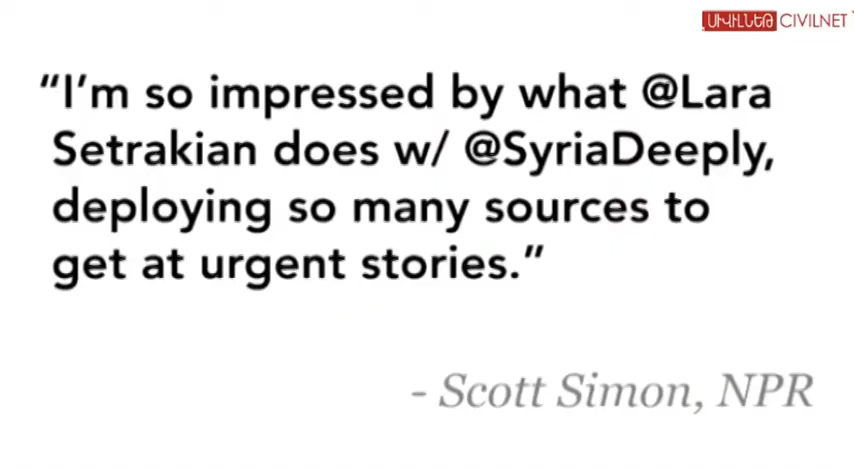 ՍԻՎԻԼՆԵԹ CIVILNET
“I’m so impressed by what @Lara
Setrakian does w/ @SyriaDeeply,
deploying so many sources to
get at urgent stories.”
- Scott Simon, NPR